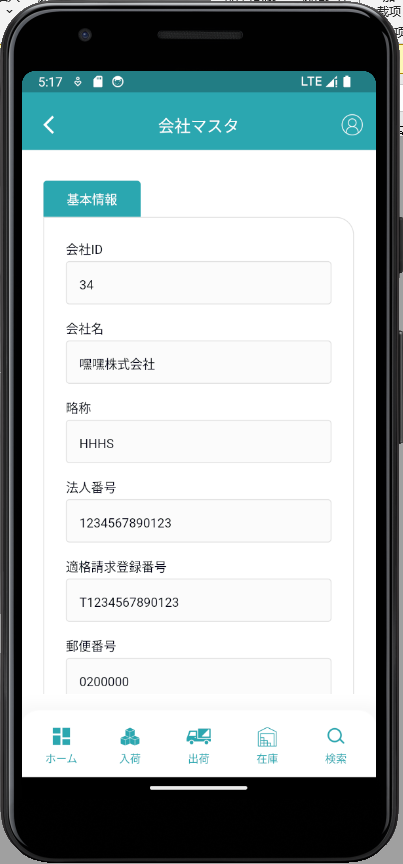 裁项
5:17
LTE
会社マスタ
基本情報
会社ID
34
会社名
嘿嘿株式会社
略称
HHHS
法人番号
1234567890123
適格請求登録番号
T1234567890123
郵便番号
0200000
ホーム
入荷
出荷
在庫
検索